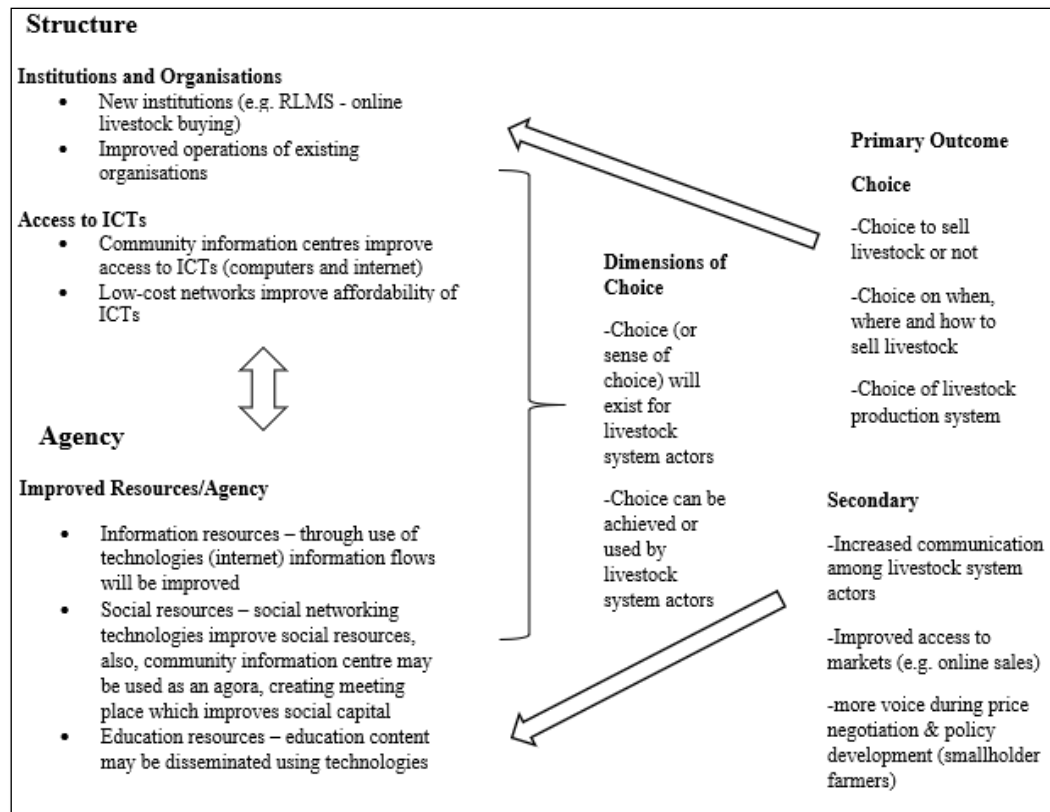 Structure
Institutions and Organisations
• New institutions (e.g. RLMS - online
livestock buying)
• Improved operations of existing
organisations
Access to ICTs
• Community information centres improve
access to ICTs (computers and internet)
• Low-cost networks improve affordability of
ICTs
Agency
Improved Resources/Agency
• Information resources – through use of
technologies (internet) information flows
will be improved
• Social resources – social networking
technologies improve social resources,
also, community information centre may
be used as an agora, creating meeting
place which improves social capital
• Education resources – education content
may be disseminated using technologies
Dimensions of
Choice
-Choice (or
sense of
choice) will
exist for
livestock
system actors
-Choice can be
achieved or
used by
livestock
system actors
Primary Outcome
Choice
-Choice to sell
livestock or not
-Choice on when,
where and how to
sell livestock
-Choice of livestock
production system
Secondary
-Increased communication
among livestock system
actors
-Improved access to
markets (e.g. online sales)
-more voice during price
negotiation & policy
development (smallholder
farmers)